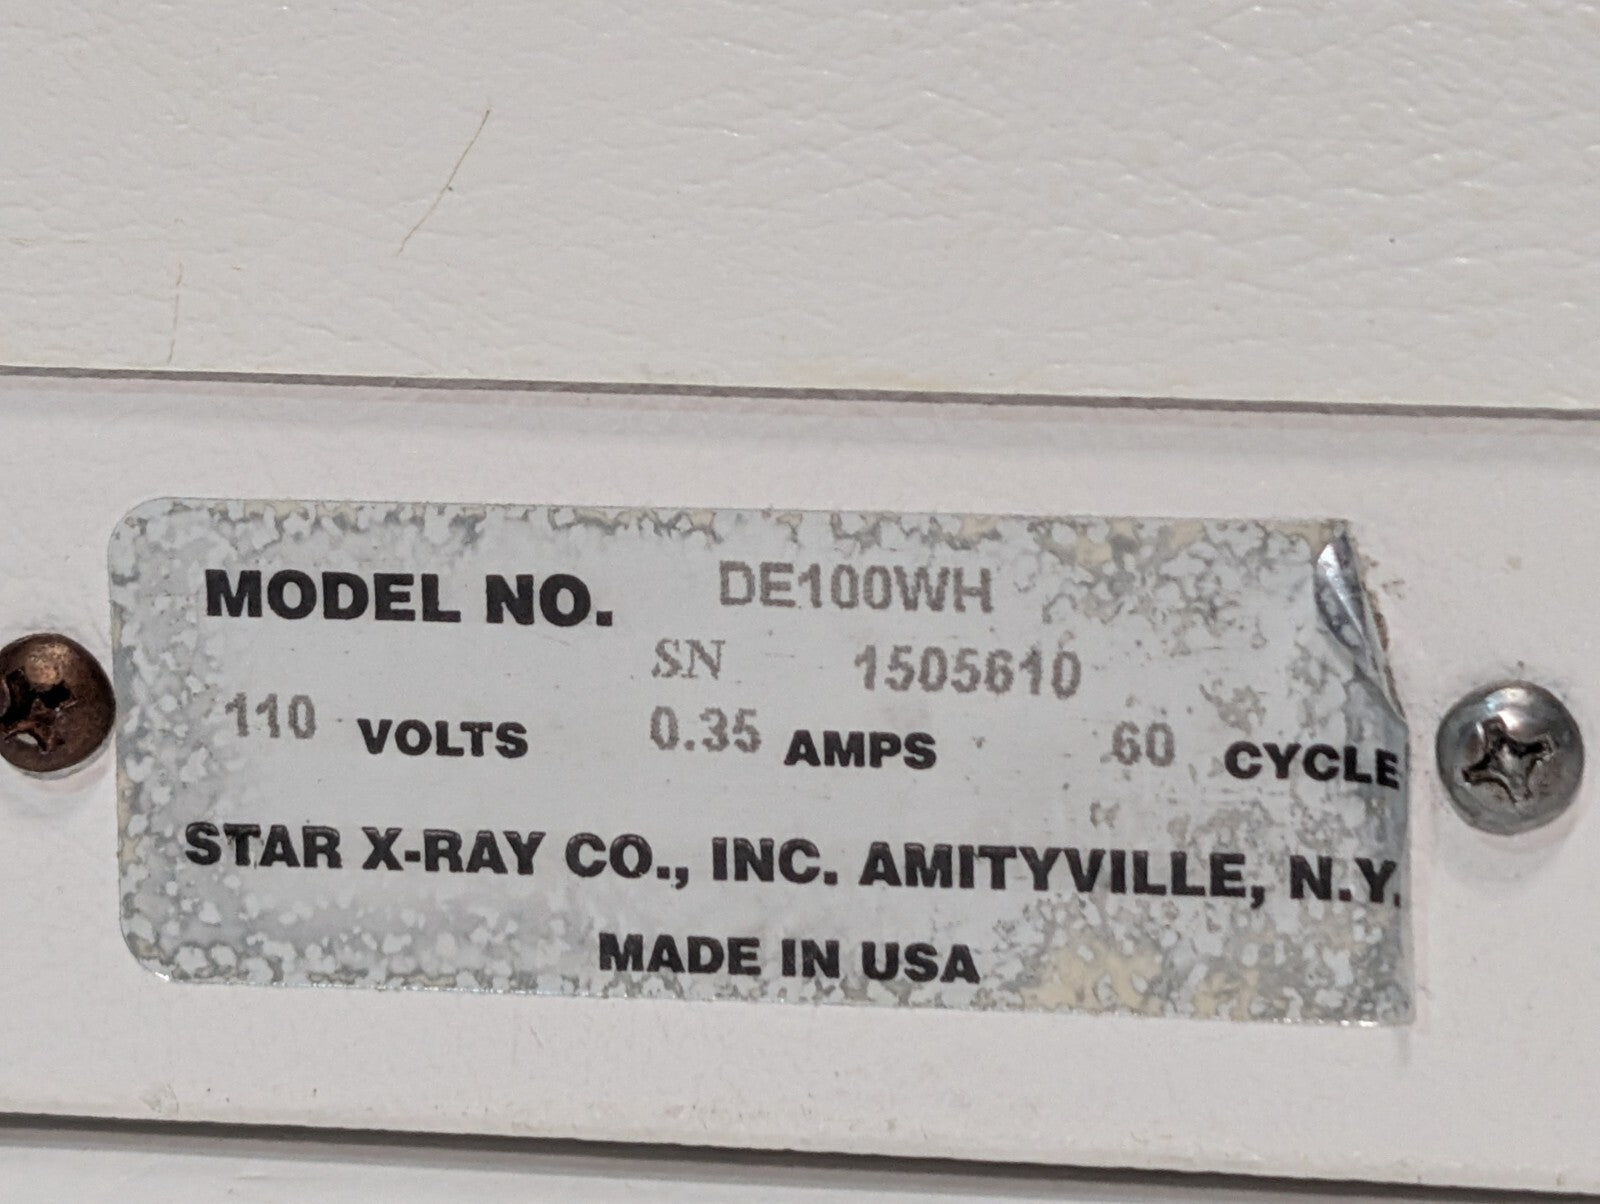 MODEL NO. DE100WH
SN 1505610
110 VOLTS 0.35 AMPS 60 CYCLE
STAR X-RAY CO., INC. AMITYVILLE, N.Y.
MADE IN USA